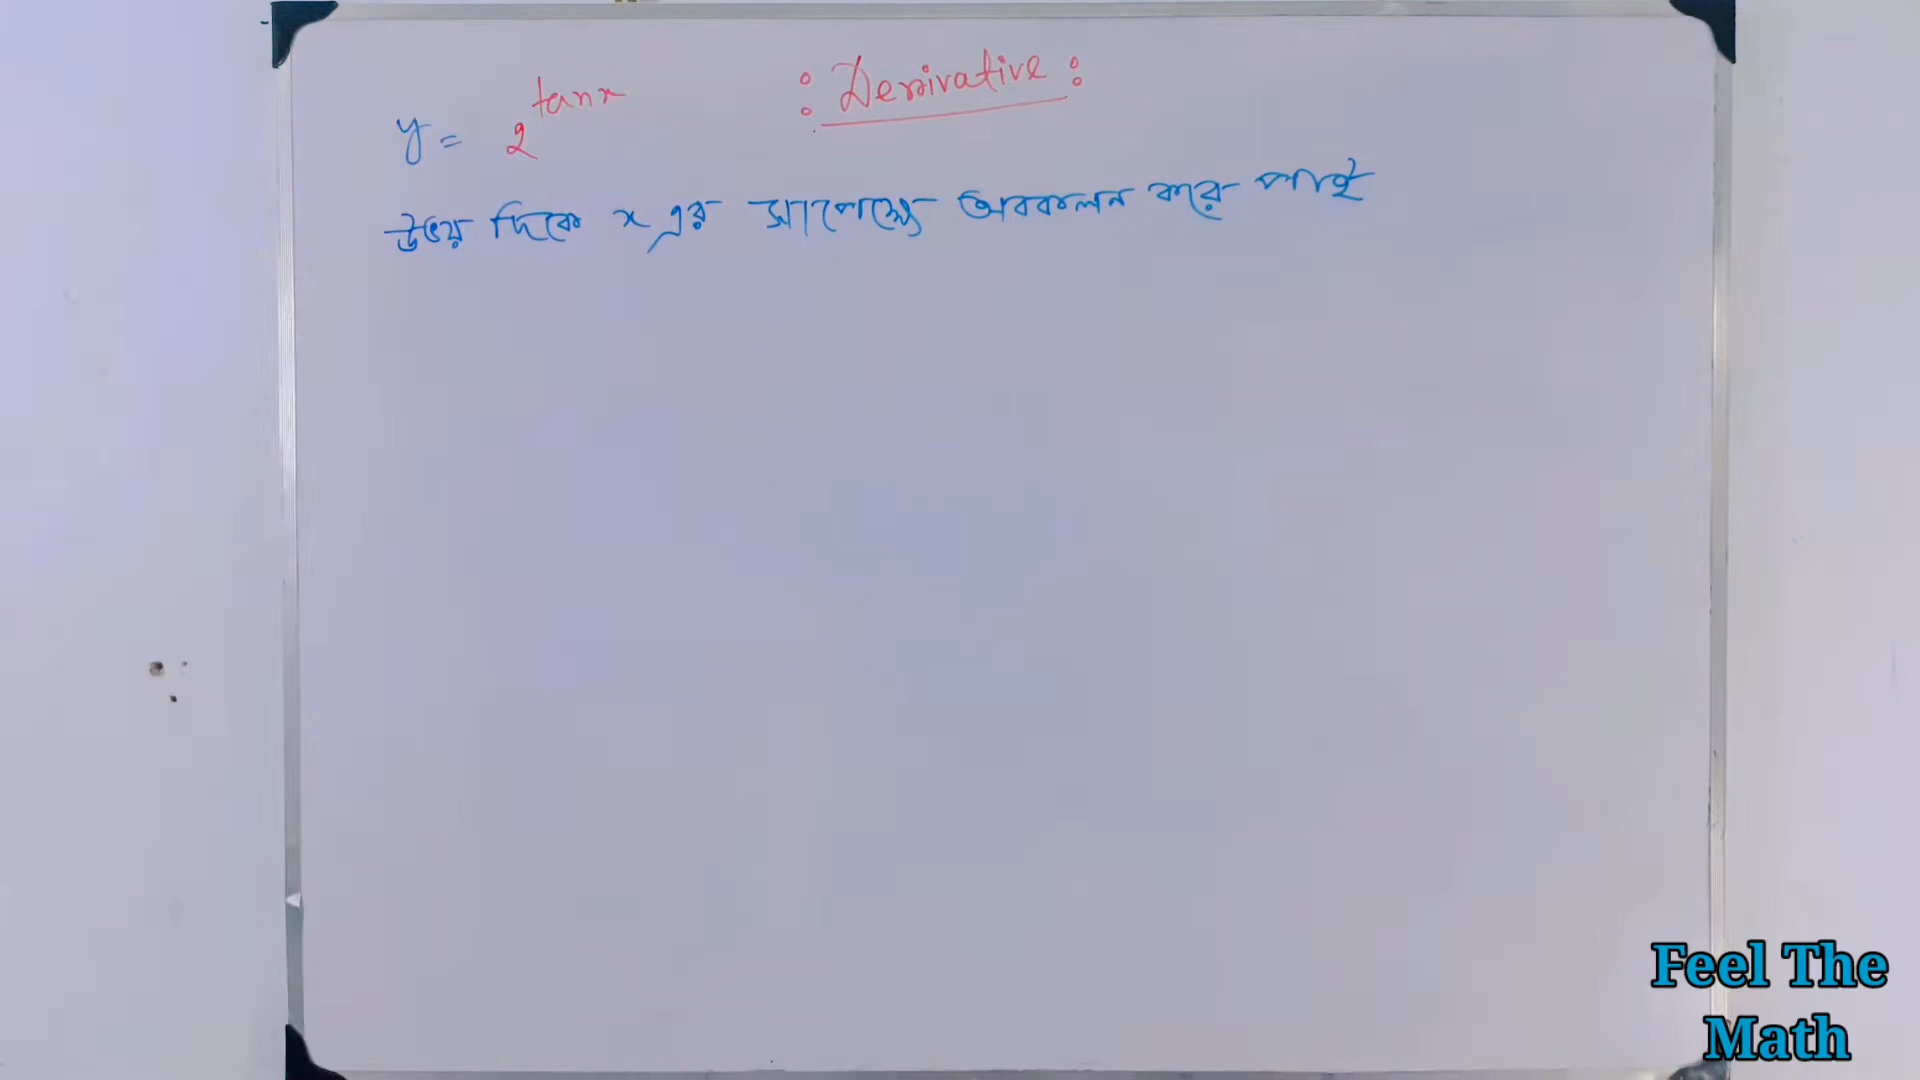 : Derivative :
y = 2^tanx
উভয় দিকে x এর সাপেক্ষে অবকলন করে পাই
Feel The
Math